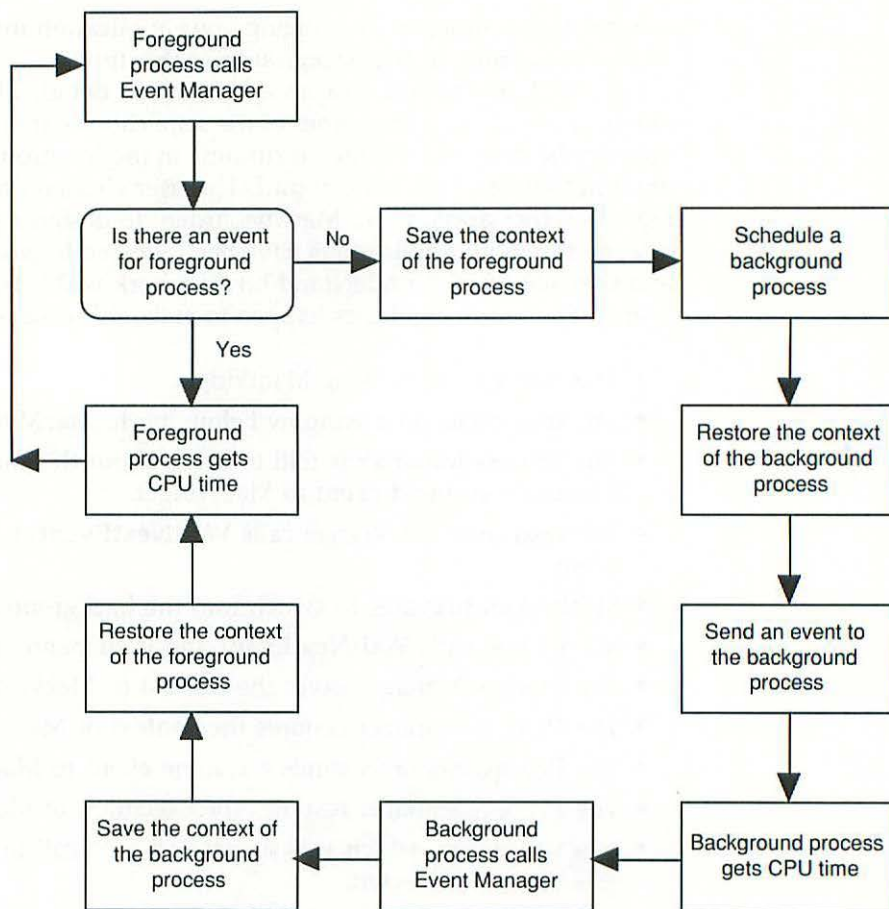 Foreground
process calls
Event Manager
Is there an event
for foreground
process?
No
Save the context
of the foreground
process
Schedule a
background
process
Yes
Foreground
process gets
CPU time
Restore the context
of the background
process
Restore the context
of the foreground
process
Send an event to
the background
process
Save the context of
the background
process
Background
process calls
Event Manager
Background process
gets CPU time